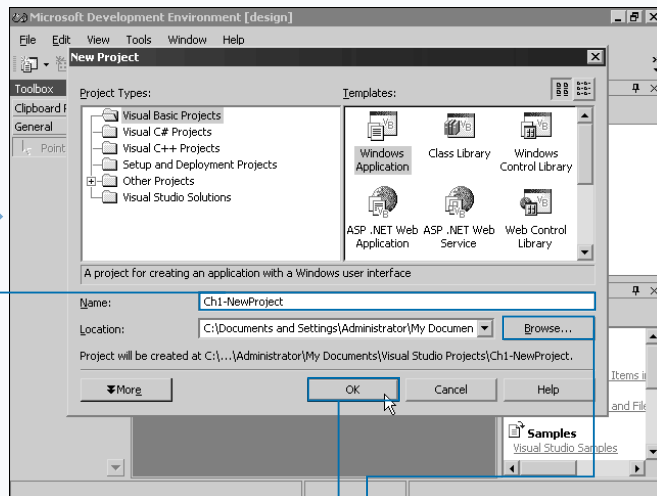 Microsoft Development Environment [design]
File Edit View Tools Window Help
New Project
Toolbox
Clipboard
General
Project Types:
Visual Basic Projects
Visual C# Projects
Visual C++ Projects
Setup and Deployment Projects
Other Projects
Visual Studio Solutions
Templates:
Windows Application
Class Library
Windows Control Library
ASP .NET Web Application
ASP .NET Web Service
Web Control Library
A project for creating an application with a Windows user interface
Name:
Ch1-NewProject
Location:
C:\Documents and Settings\Administrator\My Documen
Browse...
Project will be created at C:\...\Administrator\My Documents\Visual Studio Projects\Ch1-NewProject.
More
OK
Cancel
Help
Items i
and File
Samples
Visual Studio Samples